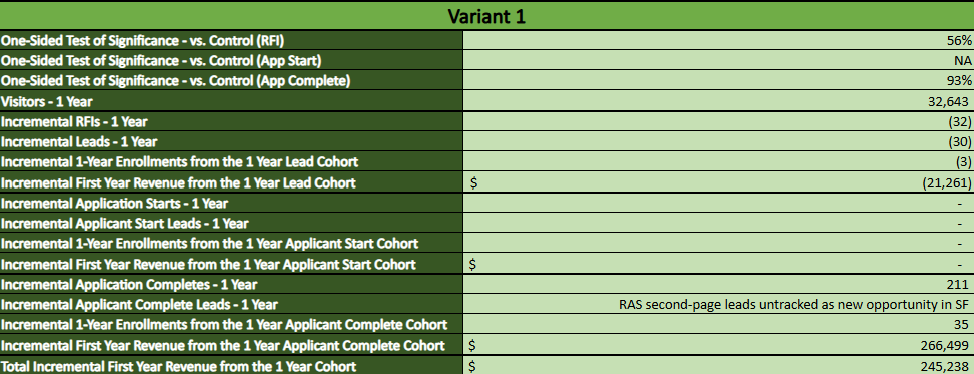 Variant 1
One-Sided Test of Significance - vs. Control (RFI) 56%
One-Sided Test of Significance - vs. Control (App Start) NA
One-Sided Test of Significance - vs. Control (App Complete) 93%
Visitors - 1 Year 32,643
Incremental RFIs - 1 Year (32)
Incremental Leads - 1 Year (30)
Incremental 1-Year Enrollments from the 1 Year Lead Cohort (3)
Incremental First Year Revenue from the 1 Year Lead Cohort $ (21,261)
Incremental Application Starts - 1 Year -
Incremental Applicant Start Leads - 1 Year -
Incremental 1-Year Enrollments from the 1 Year Applicant Start Cohort -
Incremental First Year Revenue from the 1 Year Applicant Start Cohort $ -
Incremental Application Completes - 1 Year 211
Incremental Applicant Complete Leads - 1 Year RAS second-page leads untracked as new opportunity in SF
Incremental 1-Year Enrollments from the 1 Year Applicant Complete Cohort 35
Incremental First Year Revenue from the 1 Year Applicant Complete Cohort $ 266,499
Total Incremental First Year Revenue from the 1 Year Cohort $ 245,238